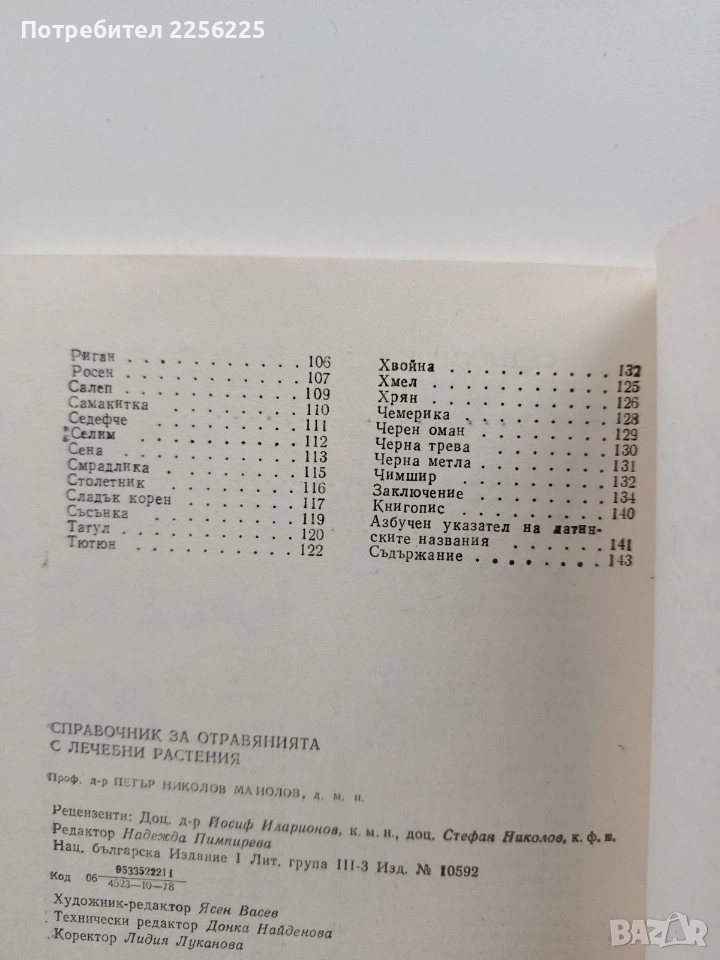 Потребител 2256225
Риган . . . . . . . . . . . 106
Росен . . . . . . . . . . . 107
Салеп . . . . . . . . . . . 109
Самакитка . . . . . . . . 110
Седефче . . . . . . . . . 111
Селим . . . . . . . . . . . 112
Сена . . . . . . . . . . . . 113
Смрадлика . . . . . . . . 115
Столетник . . . . . . . . 116
Сладък корен . . . . . . 117
Съсънка . . . . . . . . . 119
Татул . . . . . . . . . . . 120
Тютюн . . . . . . . . . . 122
Хвойна . . . . . . . . . . 132
Хмел . . . . . . . . . . . 125
Хрян . . . . . . . . . . . 126
Чемерика . . . . . . . . 128
Черен оман . . . . . . . 129
Черна трева . . . . . . . 130
Черна метла . . . . . . . 131
Чимшир . . . . . . . . . 132
Заключение . . . . . . . 134
Книгопис . . . . . . . . 140
Азбучен указател на латин-
ските названия . . . . . . 141
Съдържание . . . . . . . 143
СПРАВОЧНИК ЗА ОТРАВЯНИЯТА
С ЛЕЧЕБНИ РАСТЕНИЯ
Проф. д-р ПЕТЪР НИКОЛОВ МАНОЛОВ, д. м. н.
Рецензенти: Доц. д-р Йосиф Иларионов, к. м. н., доц. Стефан Николов, к. ф. н.
Редактор Надежда Пимпирева
Нац. българска Издание I Лит. група III-3 Изд. № 10592
Код 06 9533522211
4523—10—78
Художник-редактор Ясен Васев
Технически редактор Донка Найденова
Коректор Лидия Луканова
BAZAR